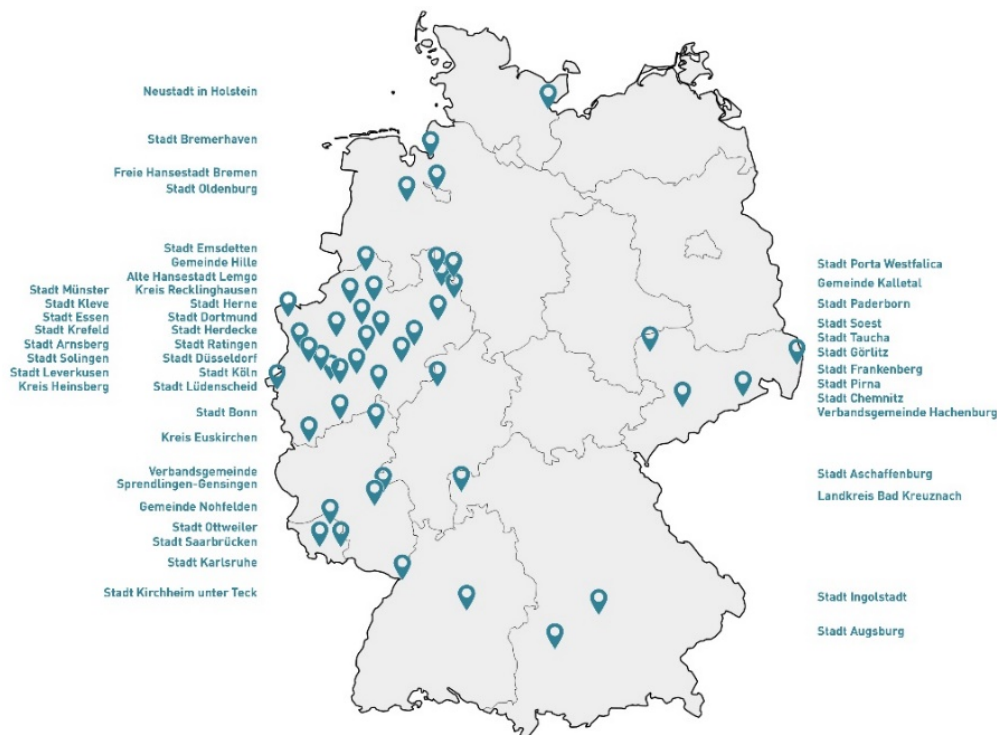 Neustadt in Holstein
Stadt Bremerhaven
Freie Hansestadt Bremen
Stadt Oldenburg
Stadt Emsdetten
Gemeinde Hille
Alte Hansestadt Lemgo
Stadt Münster
Kreis Recklinghausen
Stadt Kleve
Stadt Herne
Stadt Essen
Stadt Dortmund
Stadt Krefeld
Stadt Herdecke
Stadt Arnsberg
Stadt Ratingen
Stadt Solingen
Stadt Düsseldorf
Stadt Leverkusen
Stadt Köln
Kreis Heinsberg
Stadt Lüdenscheid
Stadt Bonn
Kreis Euskirchen
Verbandsgemeinde
Sprendlingen-Gensingen
Gemeinde Nohfelden
Stadt Ottweiler
Stadt Saarbrücken
Stadt Karlsruhe
Stadt Kirchheim unter Teck
Stadt Porta Westfalica
Gemeinde Kalletal
Stadt Paderborn
Stadt Soest
Stadt Taucha
Stadt Görlitz
Stadt Frankenberg
Stadt Pirna
Stadt Chemnitz
Verbandsgemeinde Hachenburg
Stadt Aschaffenburg
Landkreis Bad Kreuznach
Stadt Ingolstadt
Stadt Augsburg